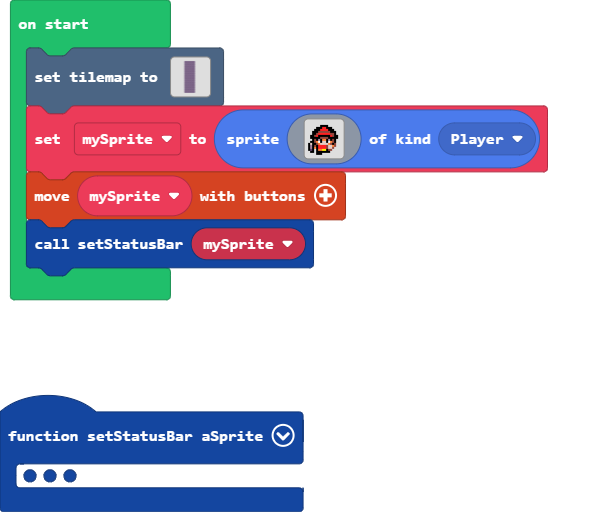 on start
set tilemap to
set mySprite to sprite of kind Player
move mySprite with buttons
call setStatusBar mySprite
function setStatusBar aSprite